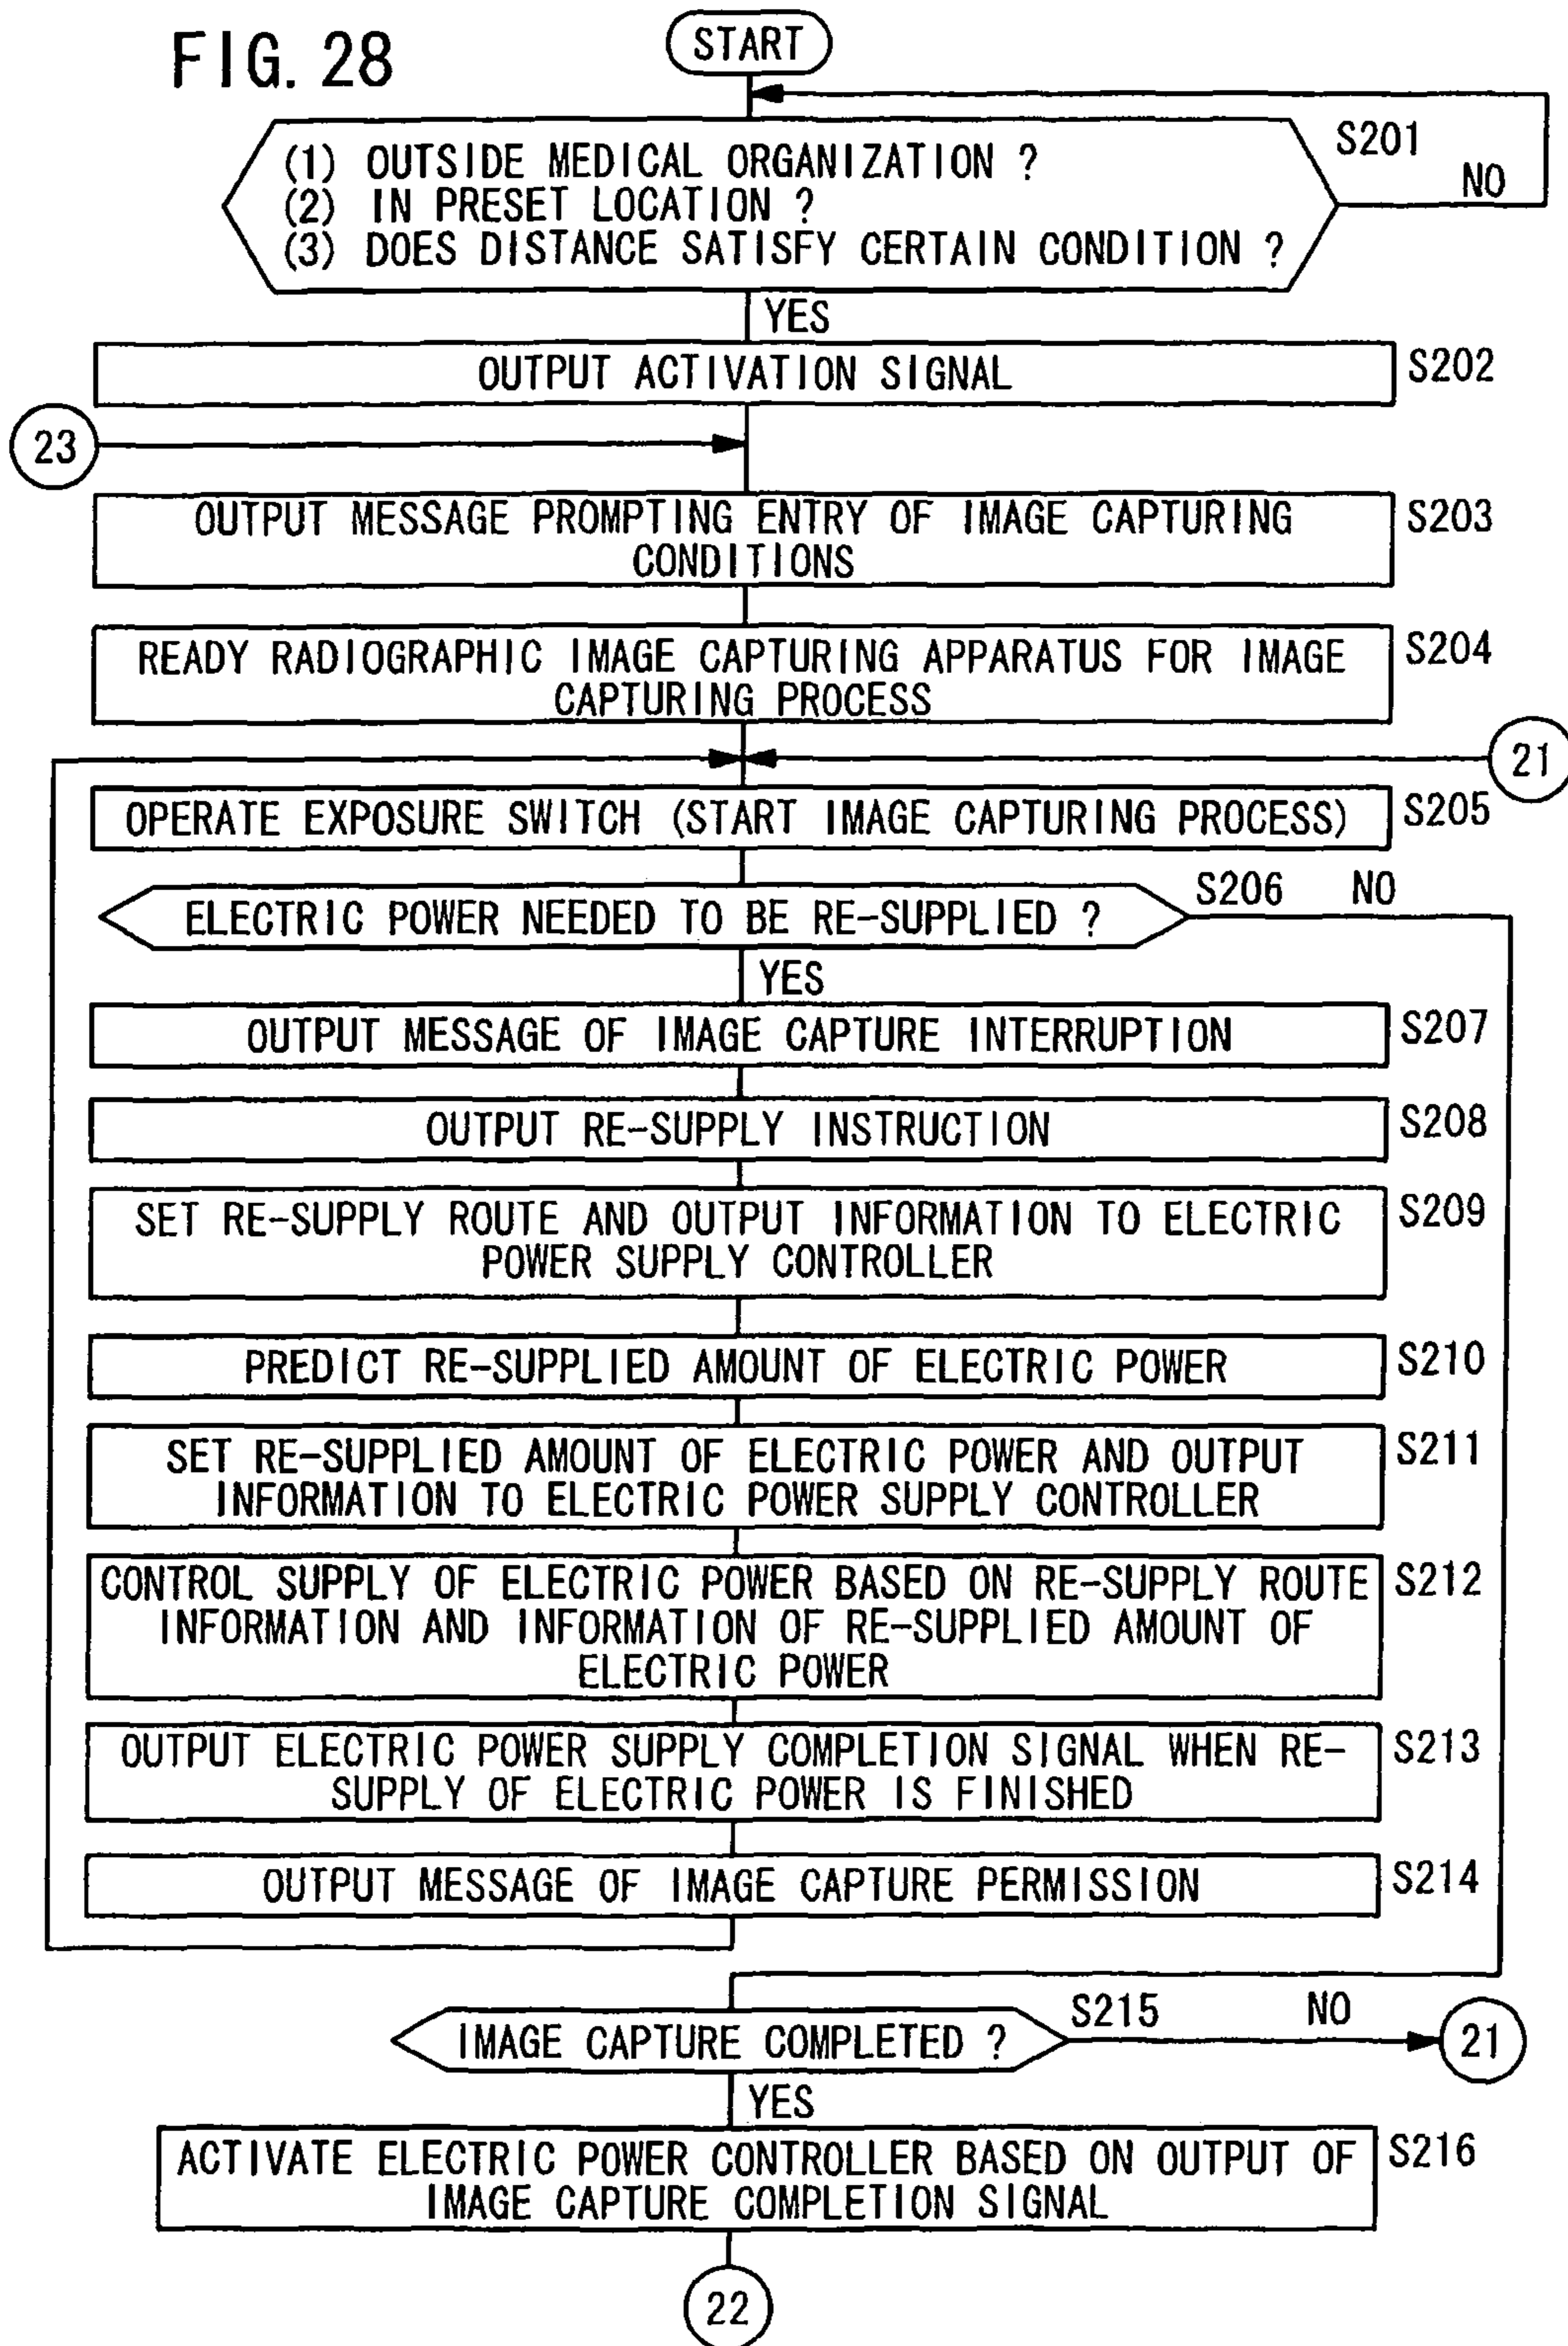 FIG. 28
START
(1) OUTSIDE MEDICAL ORGANIZATION ?
(2) IN PRESET LOCATION ?
(3) DOES DISTANCE SATISFY CERTAIN CONDITION ?
S201
NO
YES
OUTPUT ACTIVATION SIGNAL
S202
23
OUTPUT MESSAGE PROMPTING ENTRY OF IMAGE CAPTURING
CONDITIONS
S203
READY RADIOGRAPHIC IMAGE CAPTURING APPARATUS FOR IMAGE
CAPTURING PROCESS
S204
21
OPERATE EXPOSURE SWITCH (START IMAGE CAPTURING PROCESS)
S205
ELECTRIC POWER NEEDED TO BE RE-SUPPLIED ?
S206
NO
YES
OUTPUT MESSAGE OF IMAGE CAPTURE INTERRUPTION
S207
OUTPUT RE-SUPPLY INSTRUCTION
S208
SET RE-SUPPLY ROUTE AND OUTPUT INFORMATION TO ELECTRIC
POWER SUPPLY CONTROLLER
S209
PREDICT RE-SUPPLIED AMOUNT OF ELECTRIC POWER
S210
SET RE-SUPPLIED AMOUNT OF ELECTRIC POWER AND OUTPUT
INFORMATION TO ELECTRIC POWER SUPPLY CONTROLLER
S211
CONTROL SUPPLY OF ELECTRIC POWER BASED ON RE-SUPPLY ROUTE
INFORMATION AND INFORMATION OF RE-SUPPLIED AMOUNT OF
ELECTRIC POWER
S212
OUTPUT ELECTRIC POWER SUPPLY COMPLETION SIGNAL WHEN RE-
SUPPLY OF ELECTRIC POWER IS FINISHED
S213
OUTPUT MESSAGE OF IMAGE CAPTURE PERMISSION
S214
IMAGE CAPTURE COMPLETED ?
S215
NO
21
YES
ACTIVATE ELECTRIC POWER CONTROLLER BASED ON OUTPUT OF
IMAGE CAPTURE COMPLETION SIGNAL
S216
22